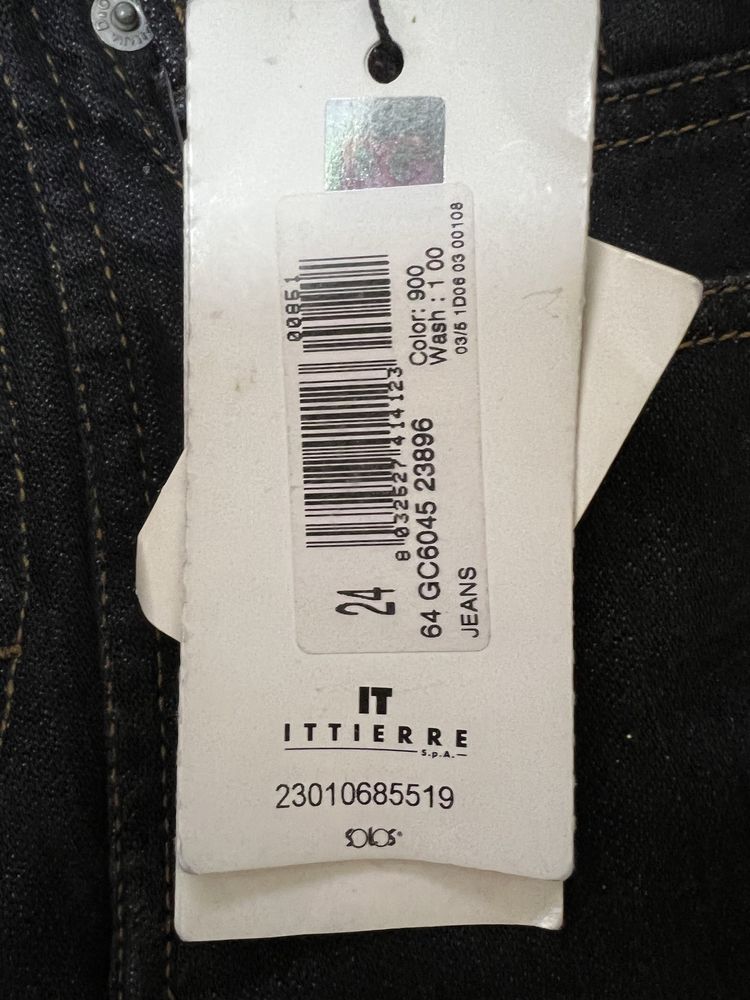 00851
8 032627 414123
Color: 900
Wash : 1 00
03/5 1D06 03 00108
24
64 GC6045 23896
JEANS
IT
ITTIERRE
S.p.A.
23010685519
SOLOS